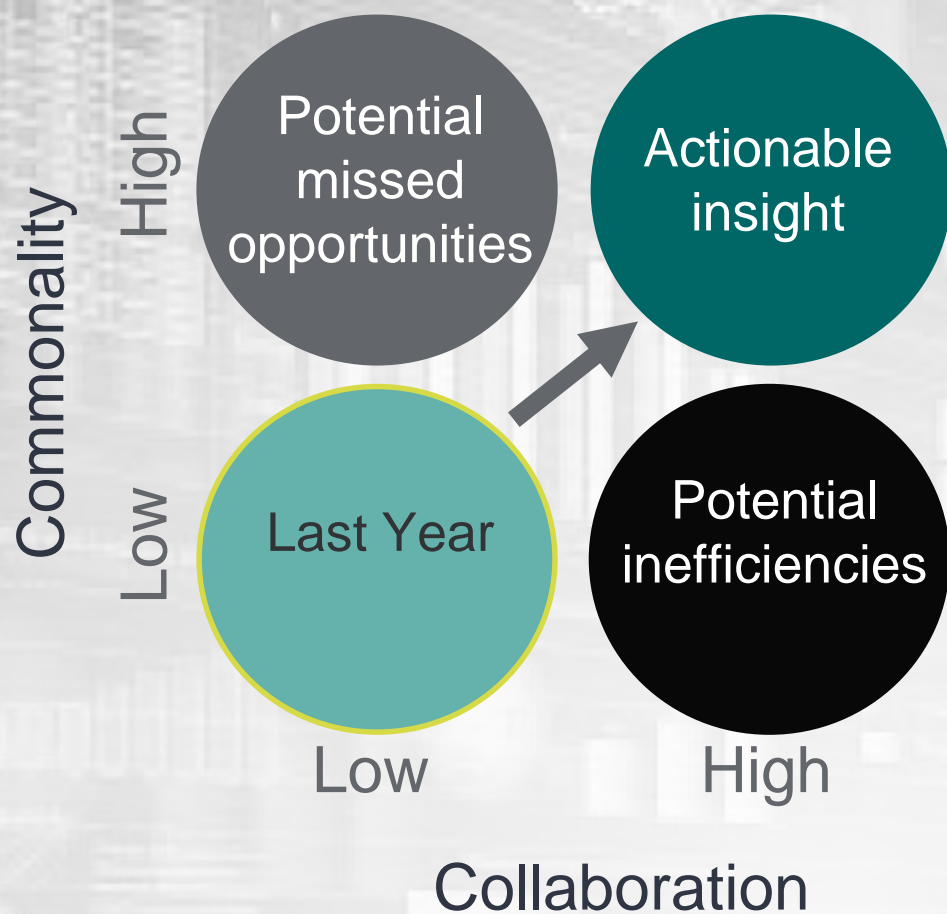 Commonality
High
Low
Potential
missed
opportunities
Actionable
insight
Last Year
Potential
inefficiencies
Low
High
Collaboration